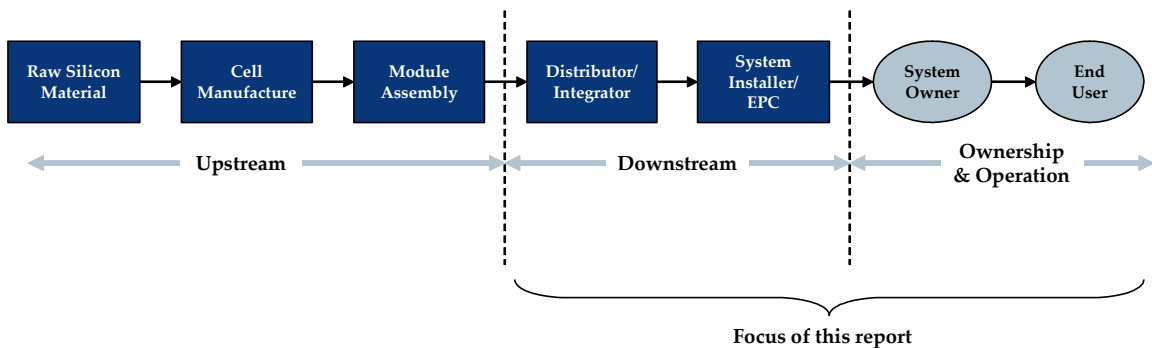 Raw Silicon
Material
Cell
Manufacture
Module
Assembly
Distributor/
Integrator
System
Installer/
EPC
System
Owner
End
User
Upstream
Downstream
Ownership
& Operation
Focus of this report